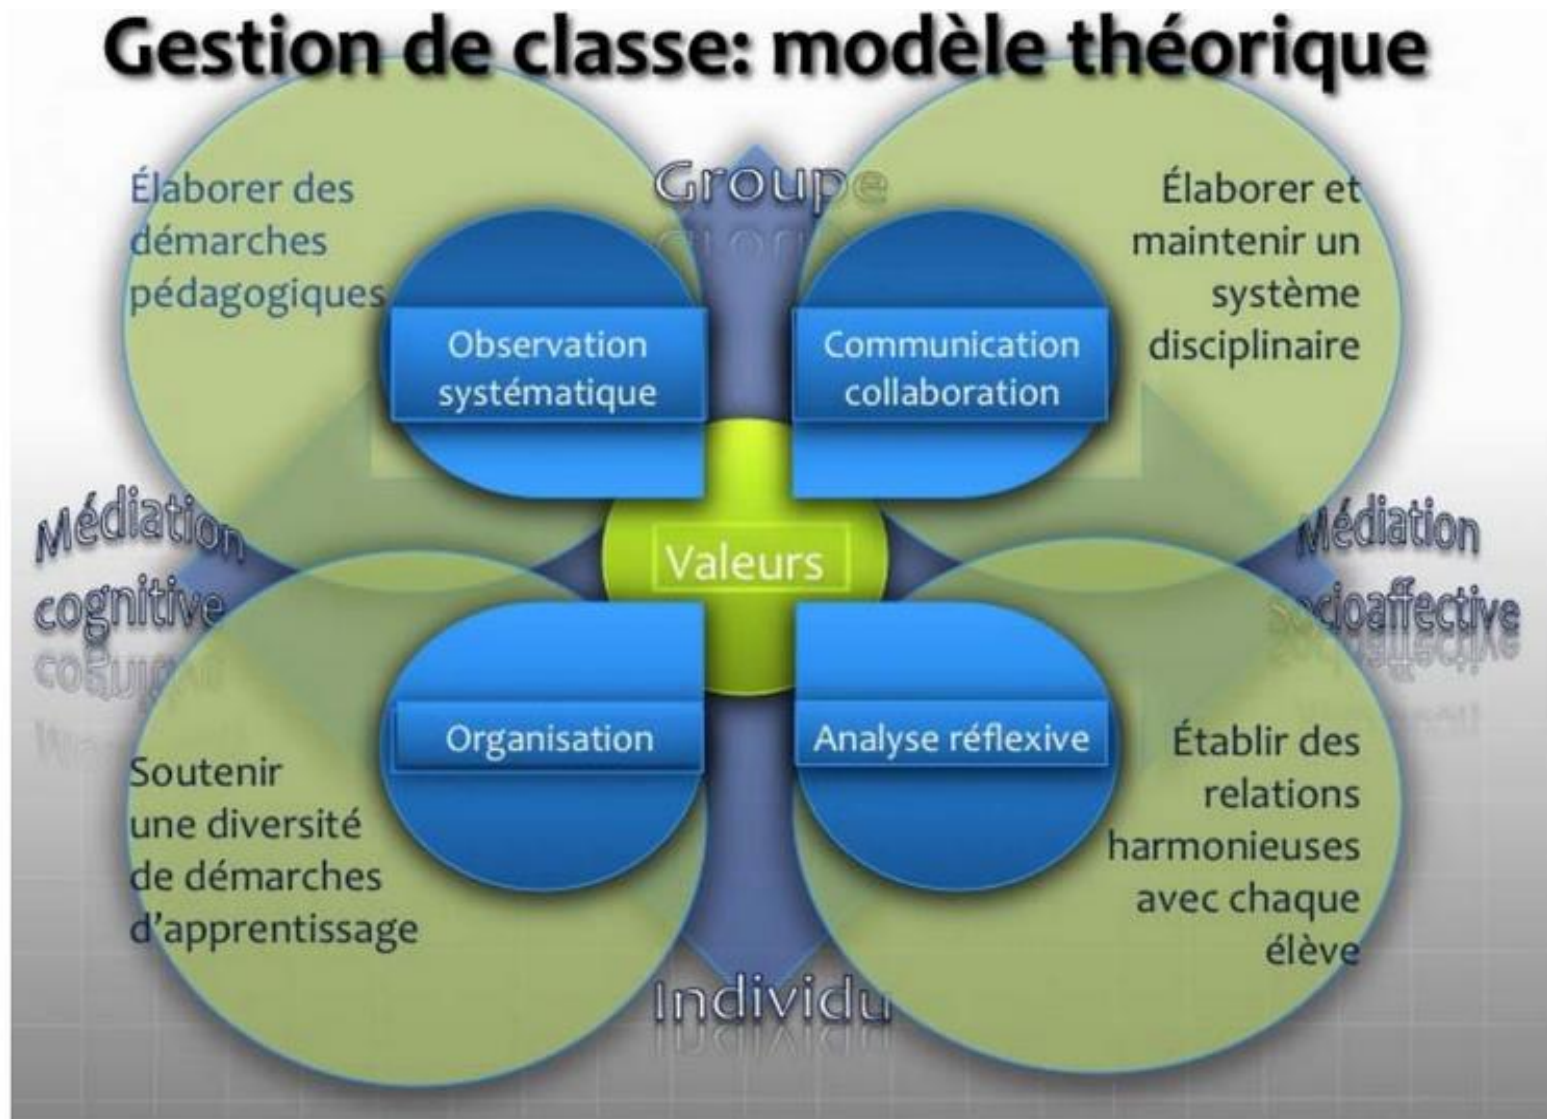 Gestion de classe: modèle théorique
Groupe
Élaborer des
démarches
pédagogiques
Élaborer et
maintenir un
système
disciplinaire
Observation
systématique
Communication
collaboration
Médiation
cognitive
Valeurs
Médiation
socioaffective
Organisation
Analyse réflexive
Soutenir
une diversité
de démarches
d'apprentissage
Établir des
relations
harmonieuses
avec chaque
élève
Individu